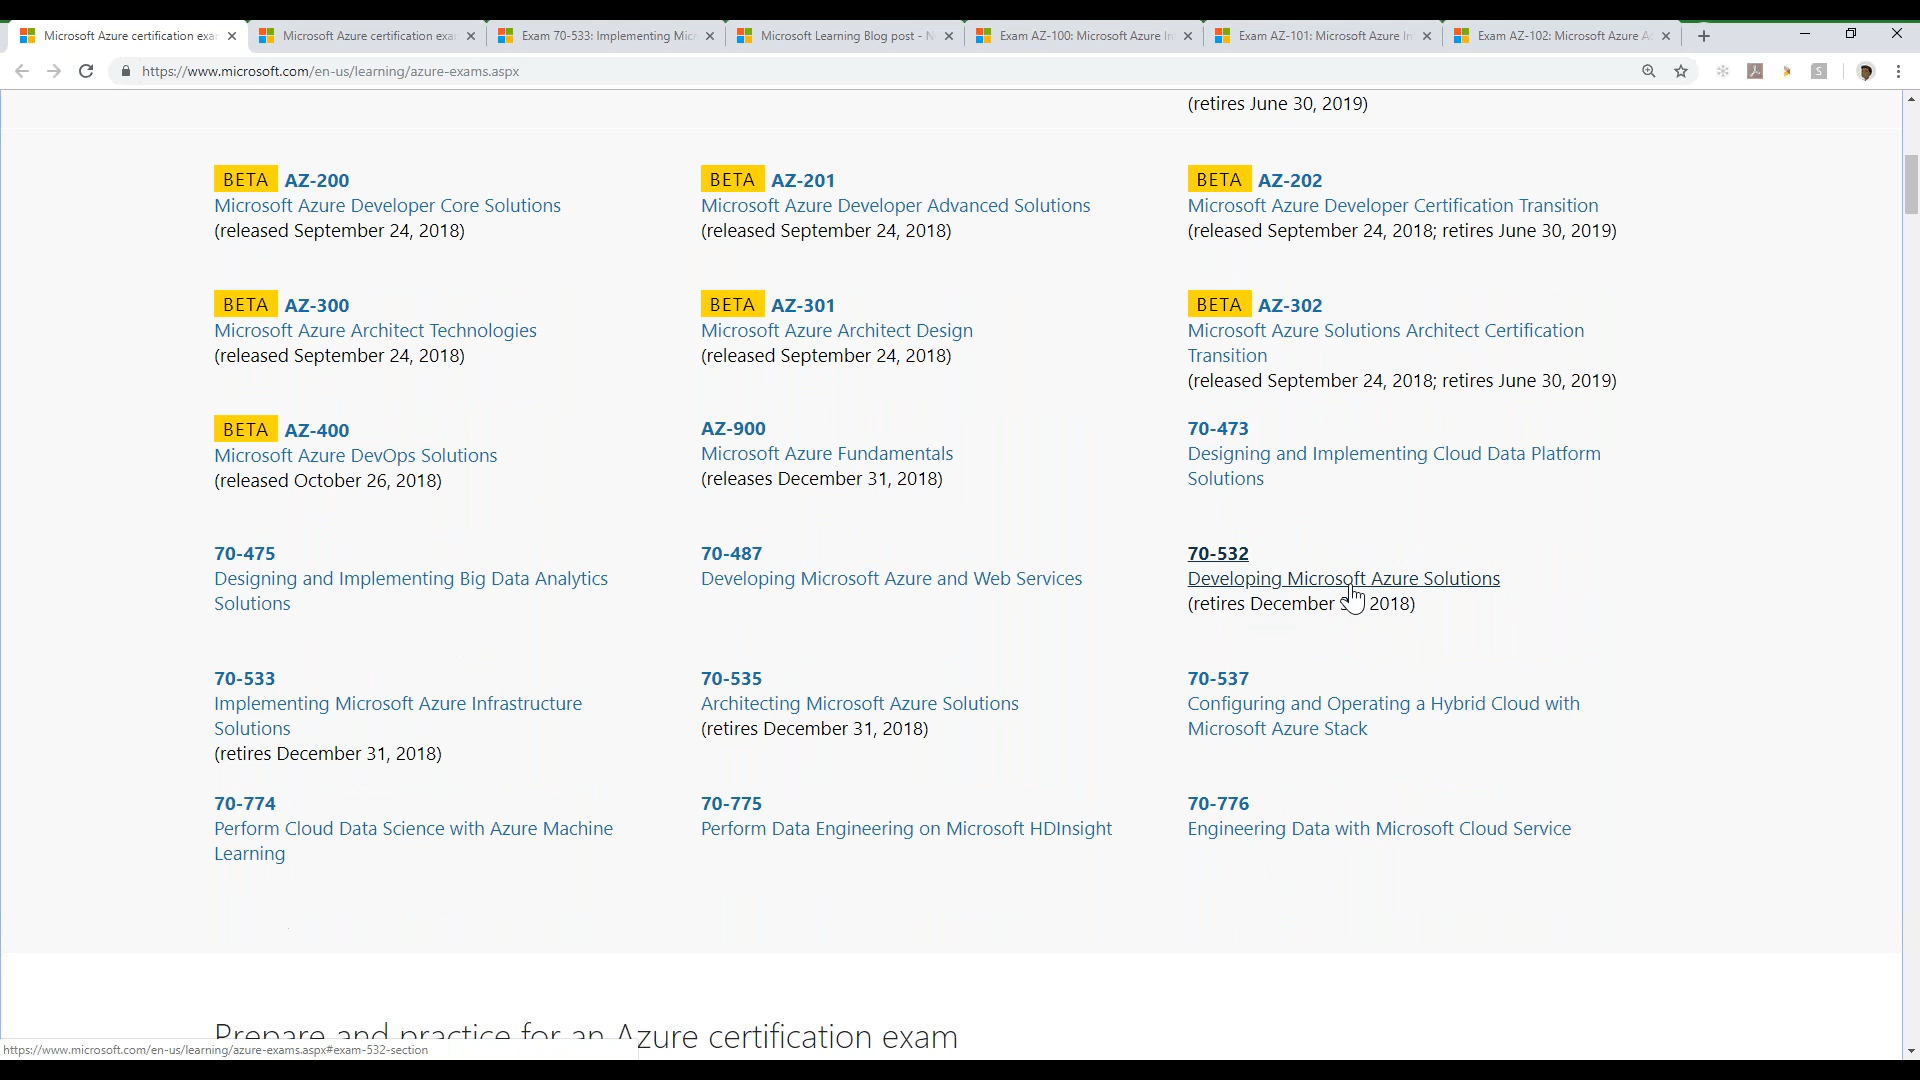 Microsoft Azure certification exa
Microsoft Azure certification exa
Exam 70-533: Implementing Mic
Microsoft Learning Blog post - N
Exam AZ-100: Microsoft Azure In
Exam AZ-101: Microsoft Azure In
Exam AZ-102: Microsoft Azure A
https://www.microsoft.com/en-us/learning/azure-exams.aspx
S
(retires June 30, 2019)
BETA AZ-200
Microsoft Azure Developer Core Solutions
(released September 24, 2018)
BETA AZ-201
Microsoft Azure Developer Advanced Solutions
(released September 24, 2018)
BETA AZ-202
Microsoft Azure Developer Certification Transition
(released September 24, 2018; retires June 30, 2019)
BETA AZ-300
Microsoft Azure Architect Technologies
(released September 24, 2018)
BETA AZ-301
Microsoft Azure Architect Design
(released September 24, 2018)
BETA AZ-302
Microsoft Azure Solutions Architect Certification
Transition
(released September 24, 2018; retires June 30, 2019)
BETA AZ-400
Microsoft Azure DevOps Solutions
(released October 26, 2018)
AZ-900
Microsoft Azure Fundamentals
(releases December 31, 2018)
70-473
Designing and Implementing Cloud Data Platform
Solutions
70-475
Designing and Implementing Big Data Analytics
Solutions
70-487
Developing Microsoft Azure and Web Services
70-532
Developing Microsoft Azure Solutions
(retires December 2018)
70-533
Implementing Microsoft Azure Infrastructure
Solutions
(retires December 31, 2018)
70-535
Architecting Microsoft Azure Solutions
(retires December 31, 2018)
70-537
Configuring and Operating a Hybrid Cloud with
Microsoft Azure Stack
70-774
Perform Cloud Data Science with Azure Machine
Learning
70-775
Perform Data Engineering on Microsoft HDInsight
70-776
Engineering Data with Microsoft Cloud Service
Prepare and practice for an Azure certification exam
https://www.microsoft.com/en-us/learning/azure-exams.aspx#exam-532-section